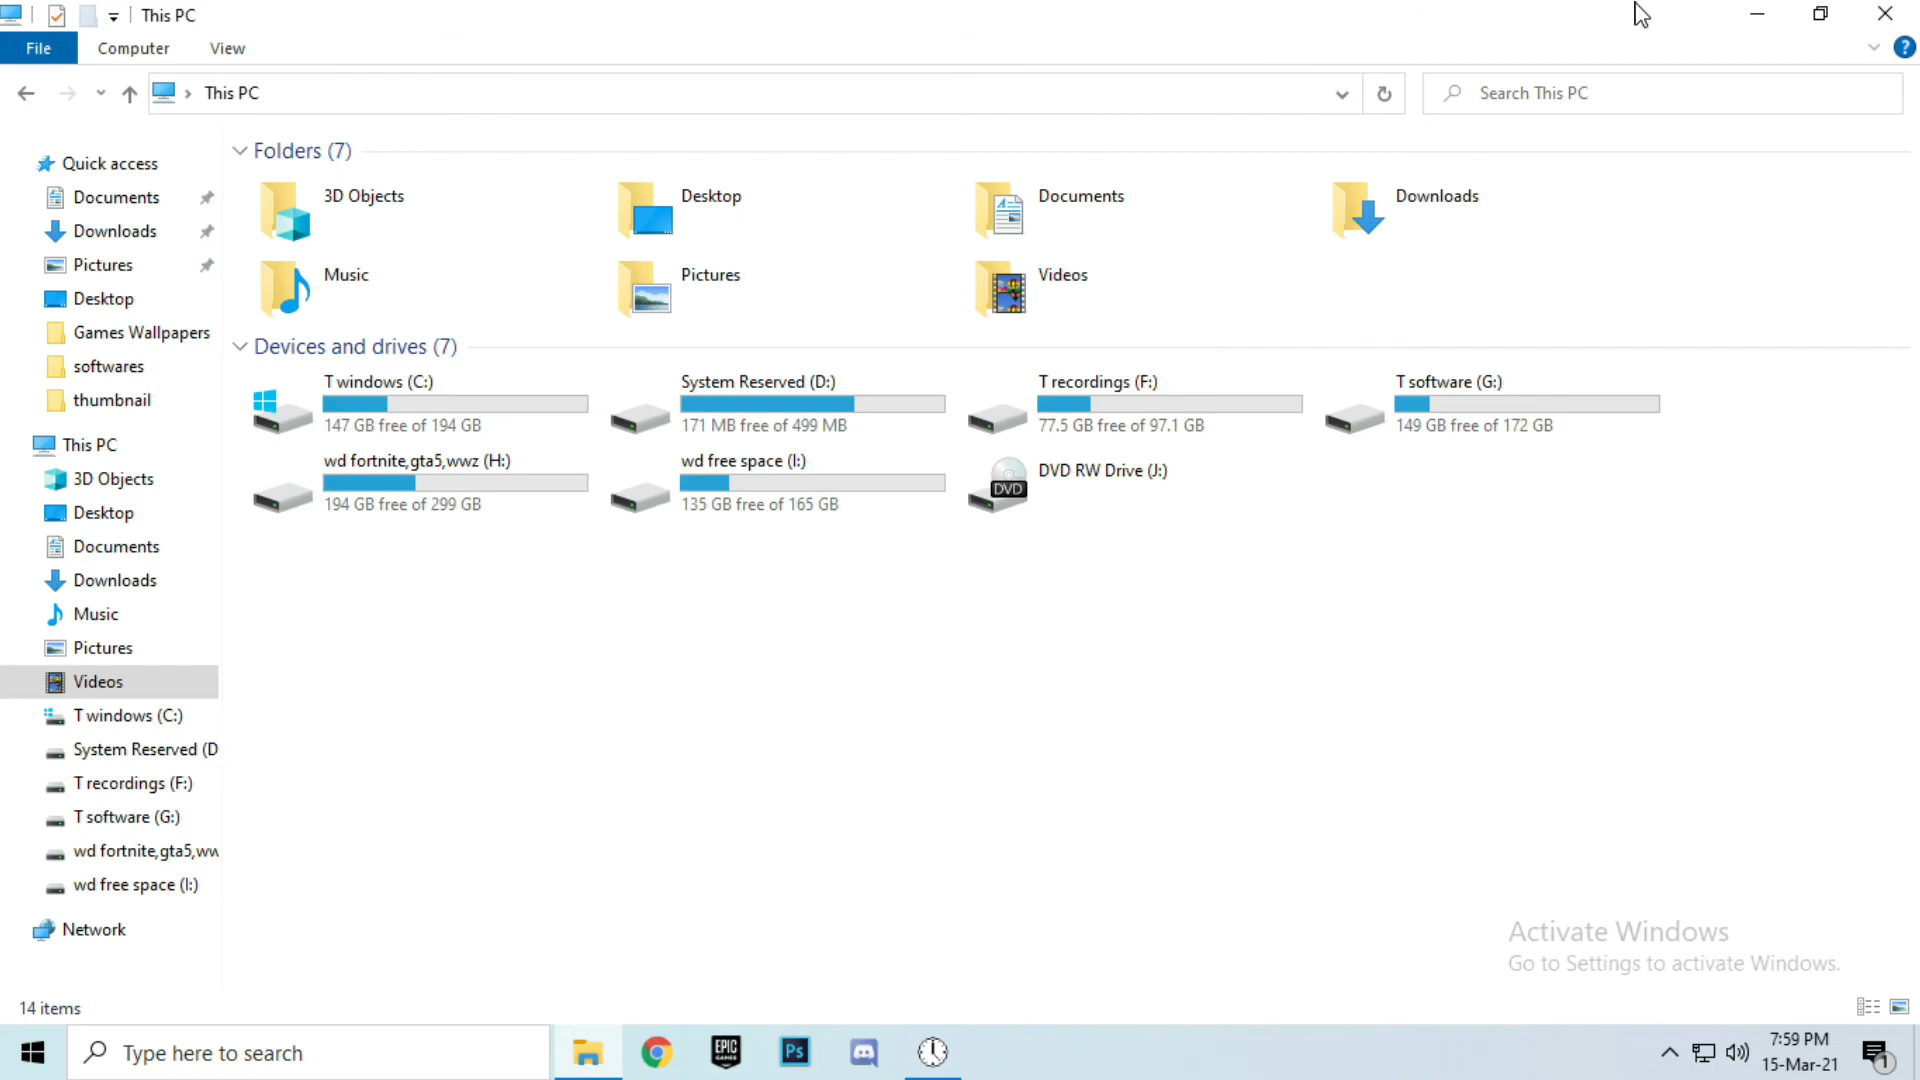 This PC
File
Computer
View
This PC
Search This PC
Quick access
Documents
Downloads
Pictures
Desktop
Games Wallpapers
softwares
thumbnail
This PC
3D Objects
Desktop
Documents
Downloads
Music
Pictures
Videos
T windows (C:)
System Reserved (D
T recordings (F:)
T software (G:)
wd fortnite,gta5,ww
wd free space (I:)
Network
Folders (7)
3D Objects
Desktop
Documents
Downloads
Music
Pictures
Videos
Devices and drives (7)
T windows (C:)
147 GB free of 194 GB
System Reserved (D:)
171 MB free of 499 MB
T recordings (F:)
77.5 GB free of 97.1 GB
T software (G:)
149 GB free of 172 GB
wd fortnite,gta5,wwz (H:)
194 GB free of 299 GB
wd free space (I:)
135 GB free of 165 GB
DVD
DVD RW Drive (J:)
Activate Windows
Go to Settings to activate Windows.
14 items
Type here to search
EPIC
GAMES
Ps
7:59 PM
15-Mar-21
1